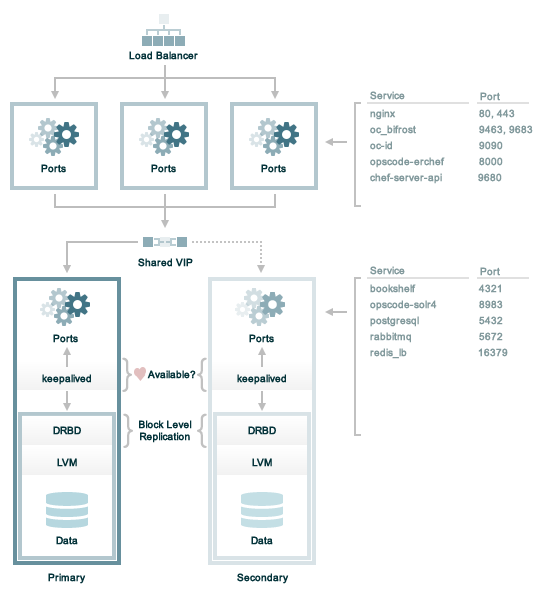 Load Balancer
Ports
Ports
Ports
Service Port
nginx 80, 443
oc_bifrost 9463, 9683
oc-id 9090
opscode-erchef 8000
chef-server-api 9680
Shared VIP
Service Port
bookshelf 4321
opscode-solr4 8983
postgresql 5432
rabbitmq 5672
redis_lb 16379
Ports
Ports
keepalived
Available?
keepalived
Block Level
Replication
DRBD
DRBD
LVM
LVM
Data
Data
Primary
Secondary